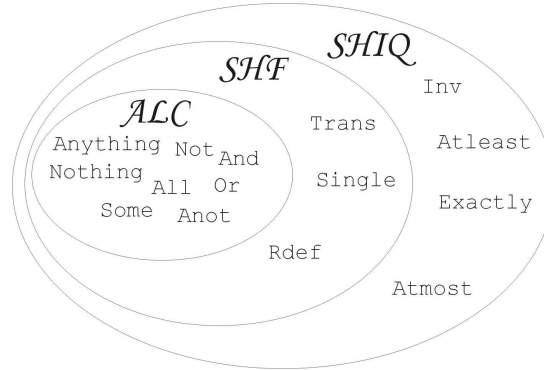 SHIQ
SHF
Inv
ALC
Trans
Anything Not And
Atleast
Nothing All Or
Single
Some Anot
Exactly
Rdef
Atmost